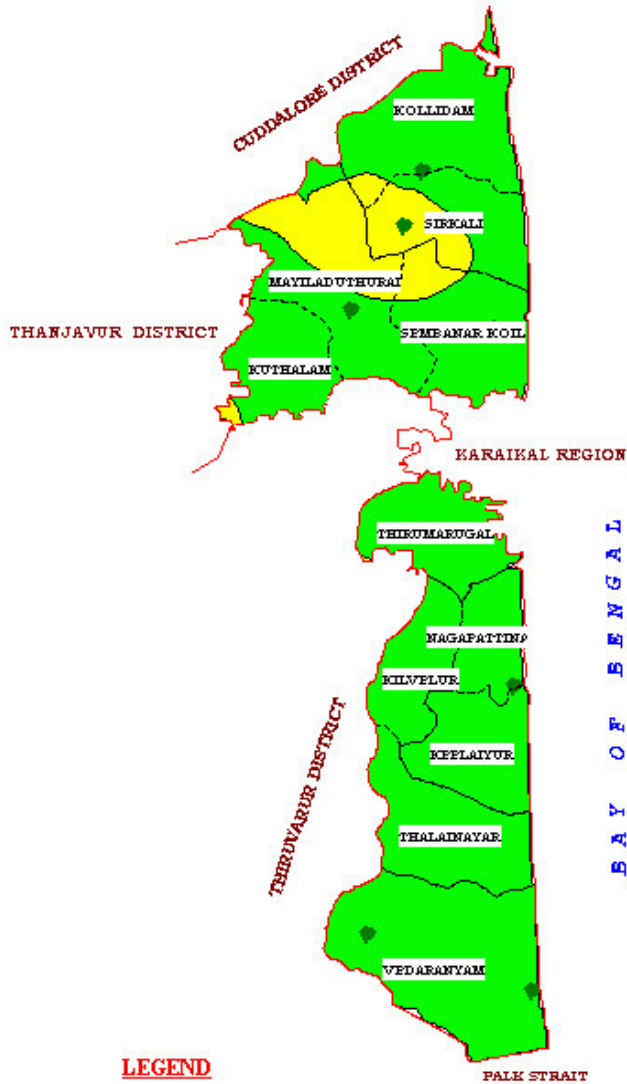 CUDDALORE DISTRICT
KOLLIDAM
SIRKALI
MAYILADUTHURAI
THANJAVUR DISTRICT
SEMBANAR KOIL
KUTHALAM
KARAIKAL REGION
THIRUMARUGAL
BAY OF BENGAL
NAGAPATTINA
KILVELUR
THIRUVARUR DISTRICT
KEELAIYUR
THALAINAYAR
VEDARANYAM
LEGEND
PALK STRAIT